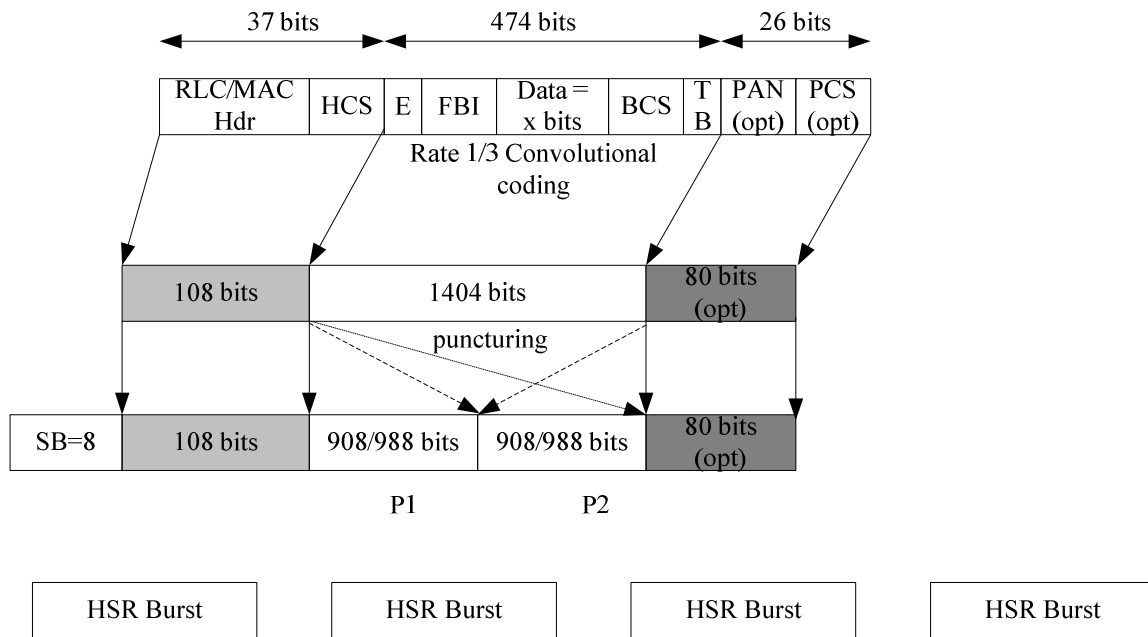 37 bits
474 bits
26 bits
RLC/MAC
Hdr
HCS
E
FBI
Data =
x bits
BCS
T
B
PAN
(opt)
PCS
(opt)
Rate 1/3 Convolutional
coding
108 bits
1404 bits
80 bits
(opt)
puncturing
SB=8
108 bits
908/988 bits
908/988 bits
80 bits
(opt)
P1
P2
HSR Burst
HSR Burst
HSR Burst
HSR Burst